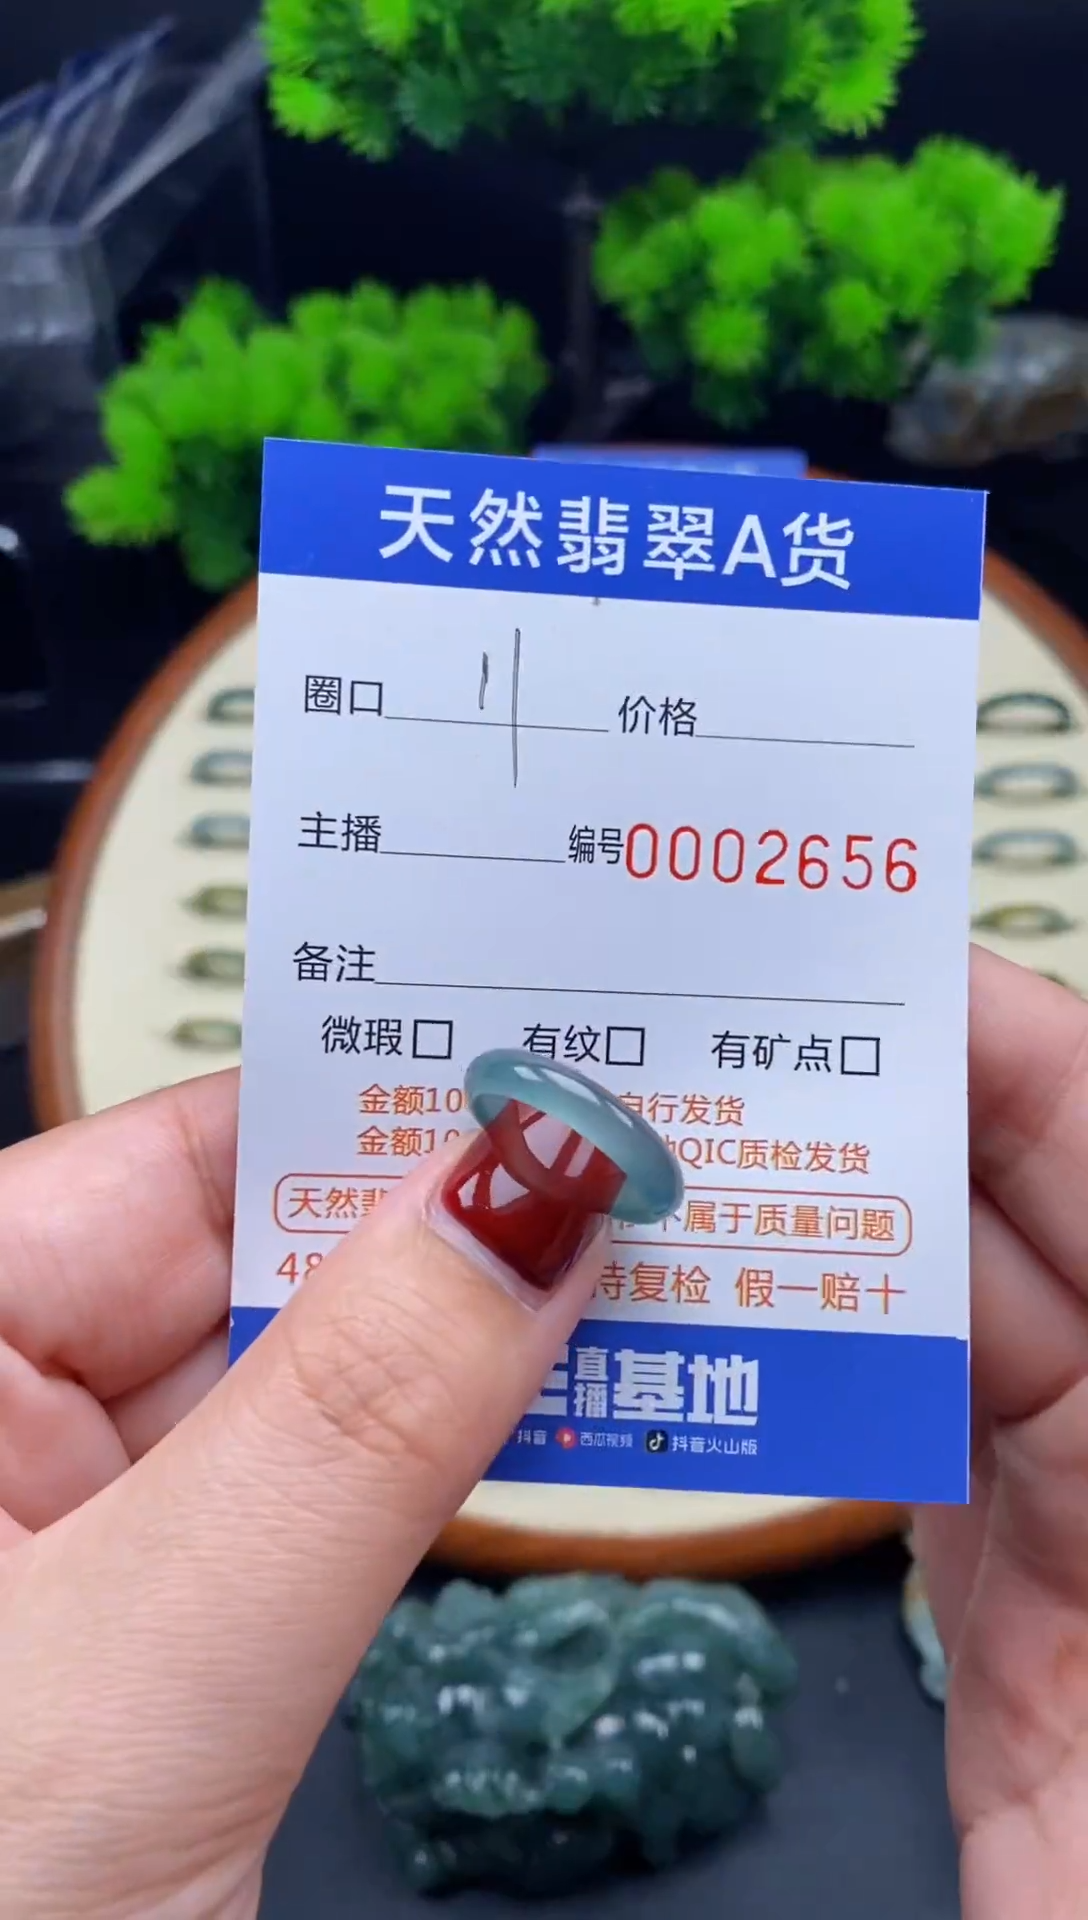 天然翡翠A货
圈口 11 价格
主播 编号0002656
备注
微瑕□ 有纹□ 有矿点□
金额10 自行发货
金额10 QIC质检发货
天然 不属于质量问题
48 持复检 假一赔十
直播基地
抖音 西瓜视频 抖音火山版